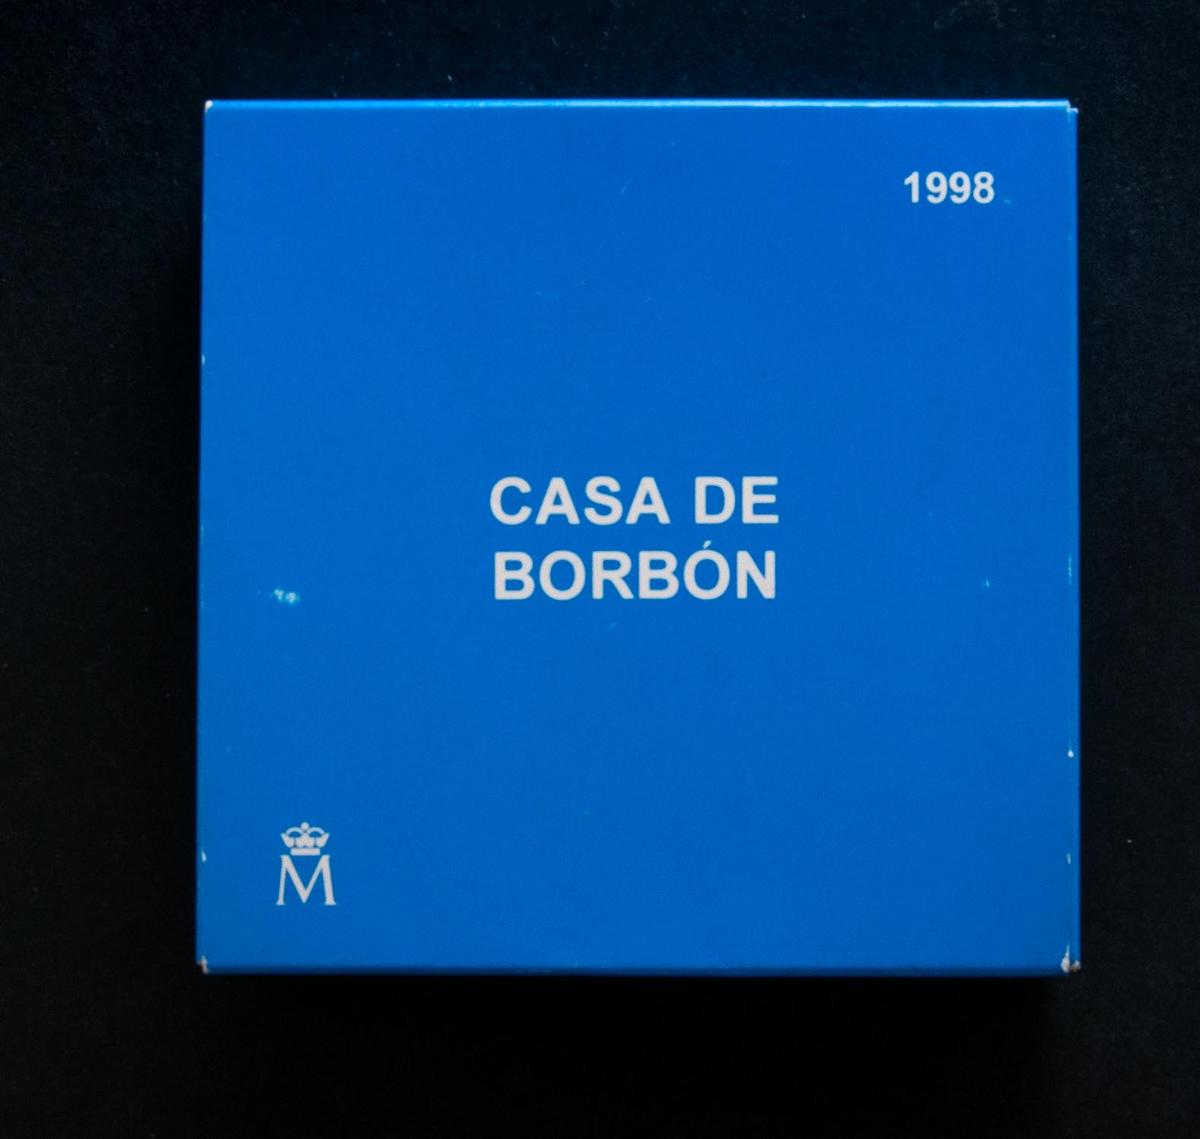 1998
CASA DE
BORBÓN
M